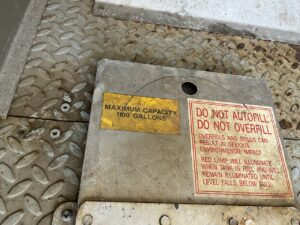 MAXIMUM CAPACITY
1100 GALLONS
DO NOT AUTOFILL
DO NOT OVERFILL
OVERFILLS AND SPILLS CAN
RESULT IN SERIOUS
ENVIRONMENTAL IMPACT
RED LAMP WILL ILLUMINATE
WHEN TANK IS FULL AND WILL
REMAIN ILLUMINATED UNTIL
LEVEL FALLS BELOW FULL